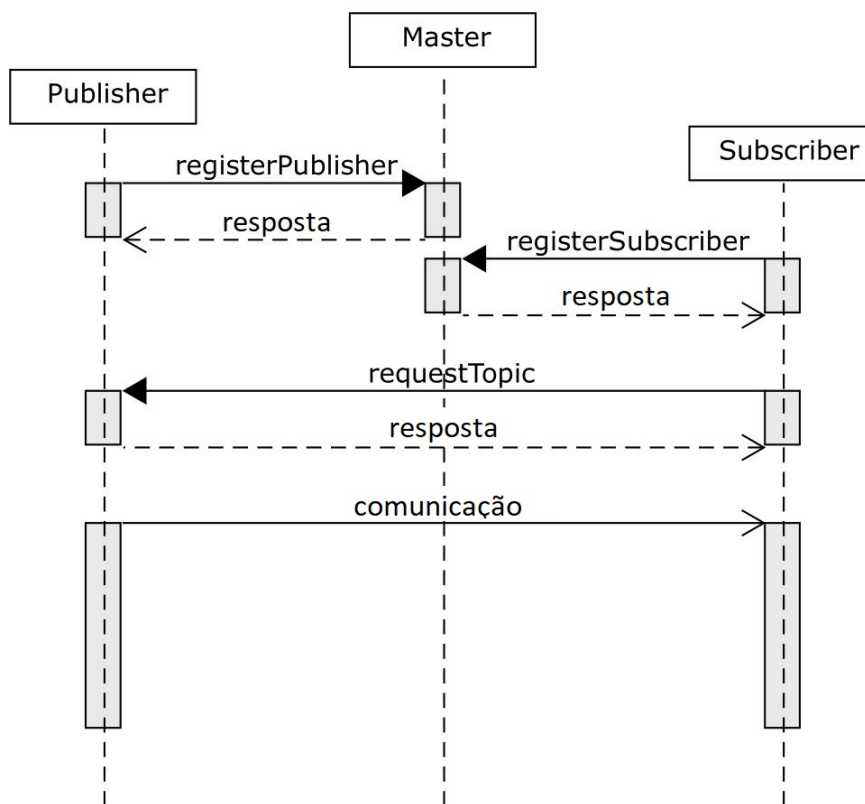 Master
Publisher
Subscriber
registerPublisher
resposta
registerSubscriber
resposta
requestTopic
resposta
comunicação